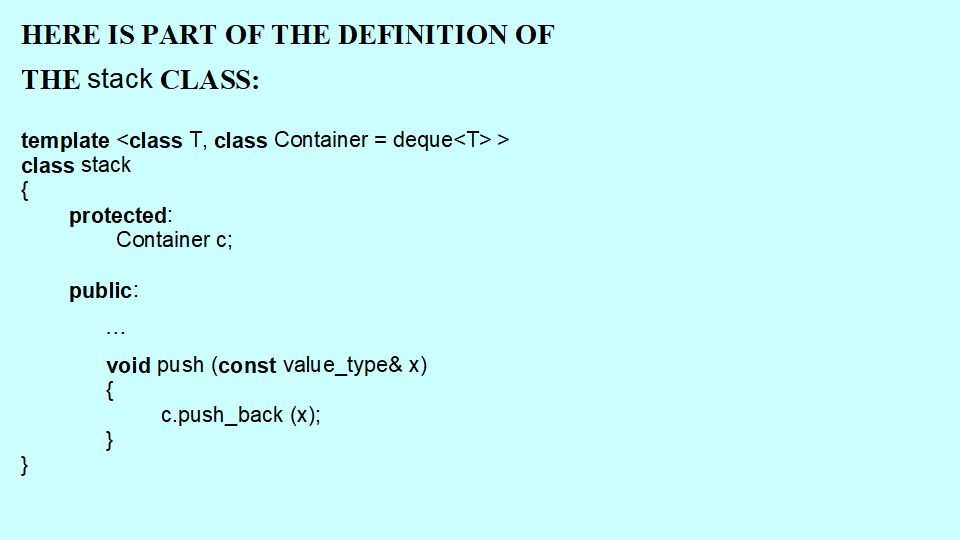 HERE IS PART OF THE DEFINITION OF
THE stack CLASS:
template <class T, class Container = deque<T> >
class stack
{
protected:
Container c;
public:
…
void push (const value_type& x)
{
c.push_back (x);
}
}